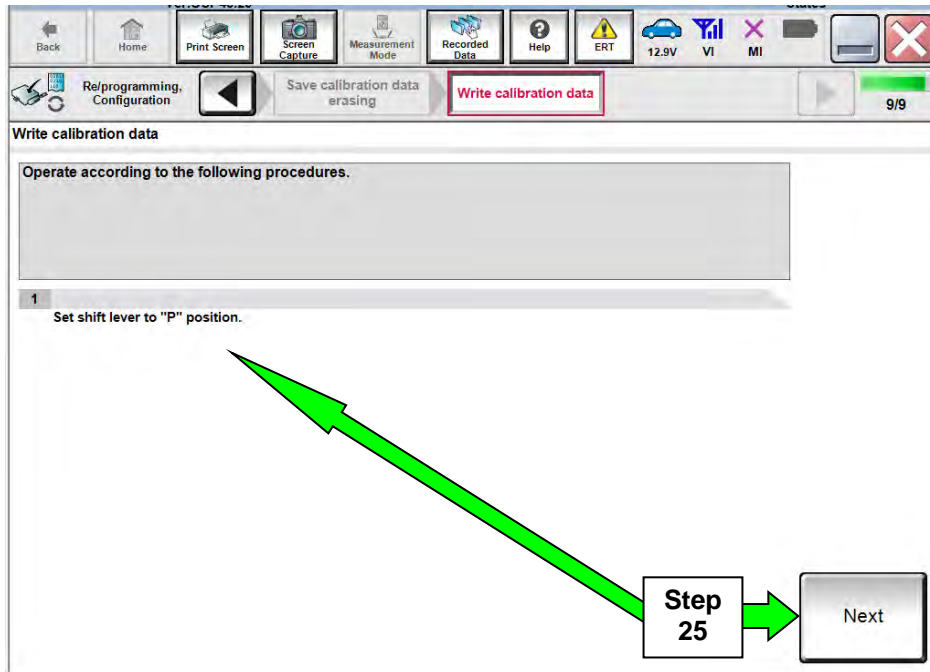 Back
Home
Print Screen
Screen
Capture
Measurement
Mode
Recorded
Data
Help
ERT
12.9V
VI
MI
Re/programming,
Configuration
Save calibration data
erasing
Write calibration data
9/9
Write calibration data
Operate according to the following procedures.
1
Set shift lever to "P" position.
Step
25
Next